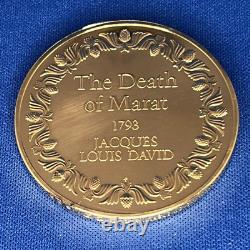 The Death
of Marat
1793
JACQUES
LOUIS DAVID